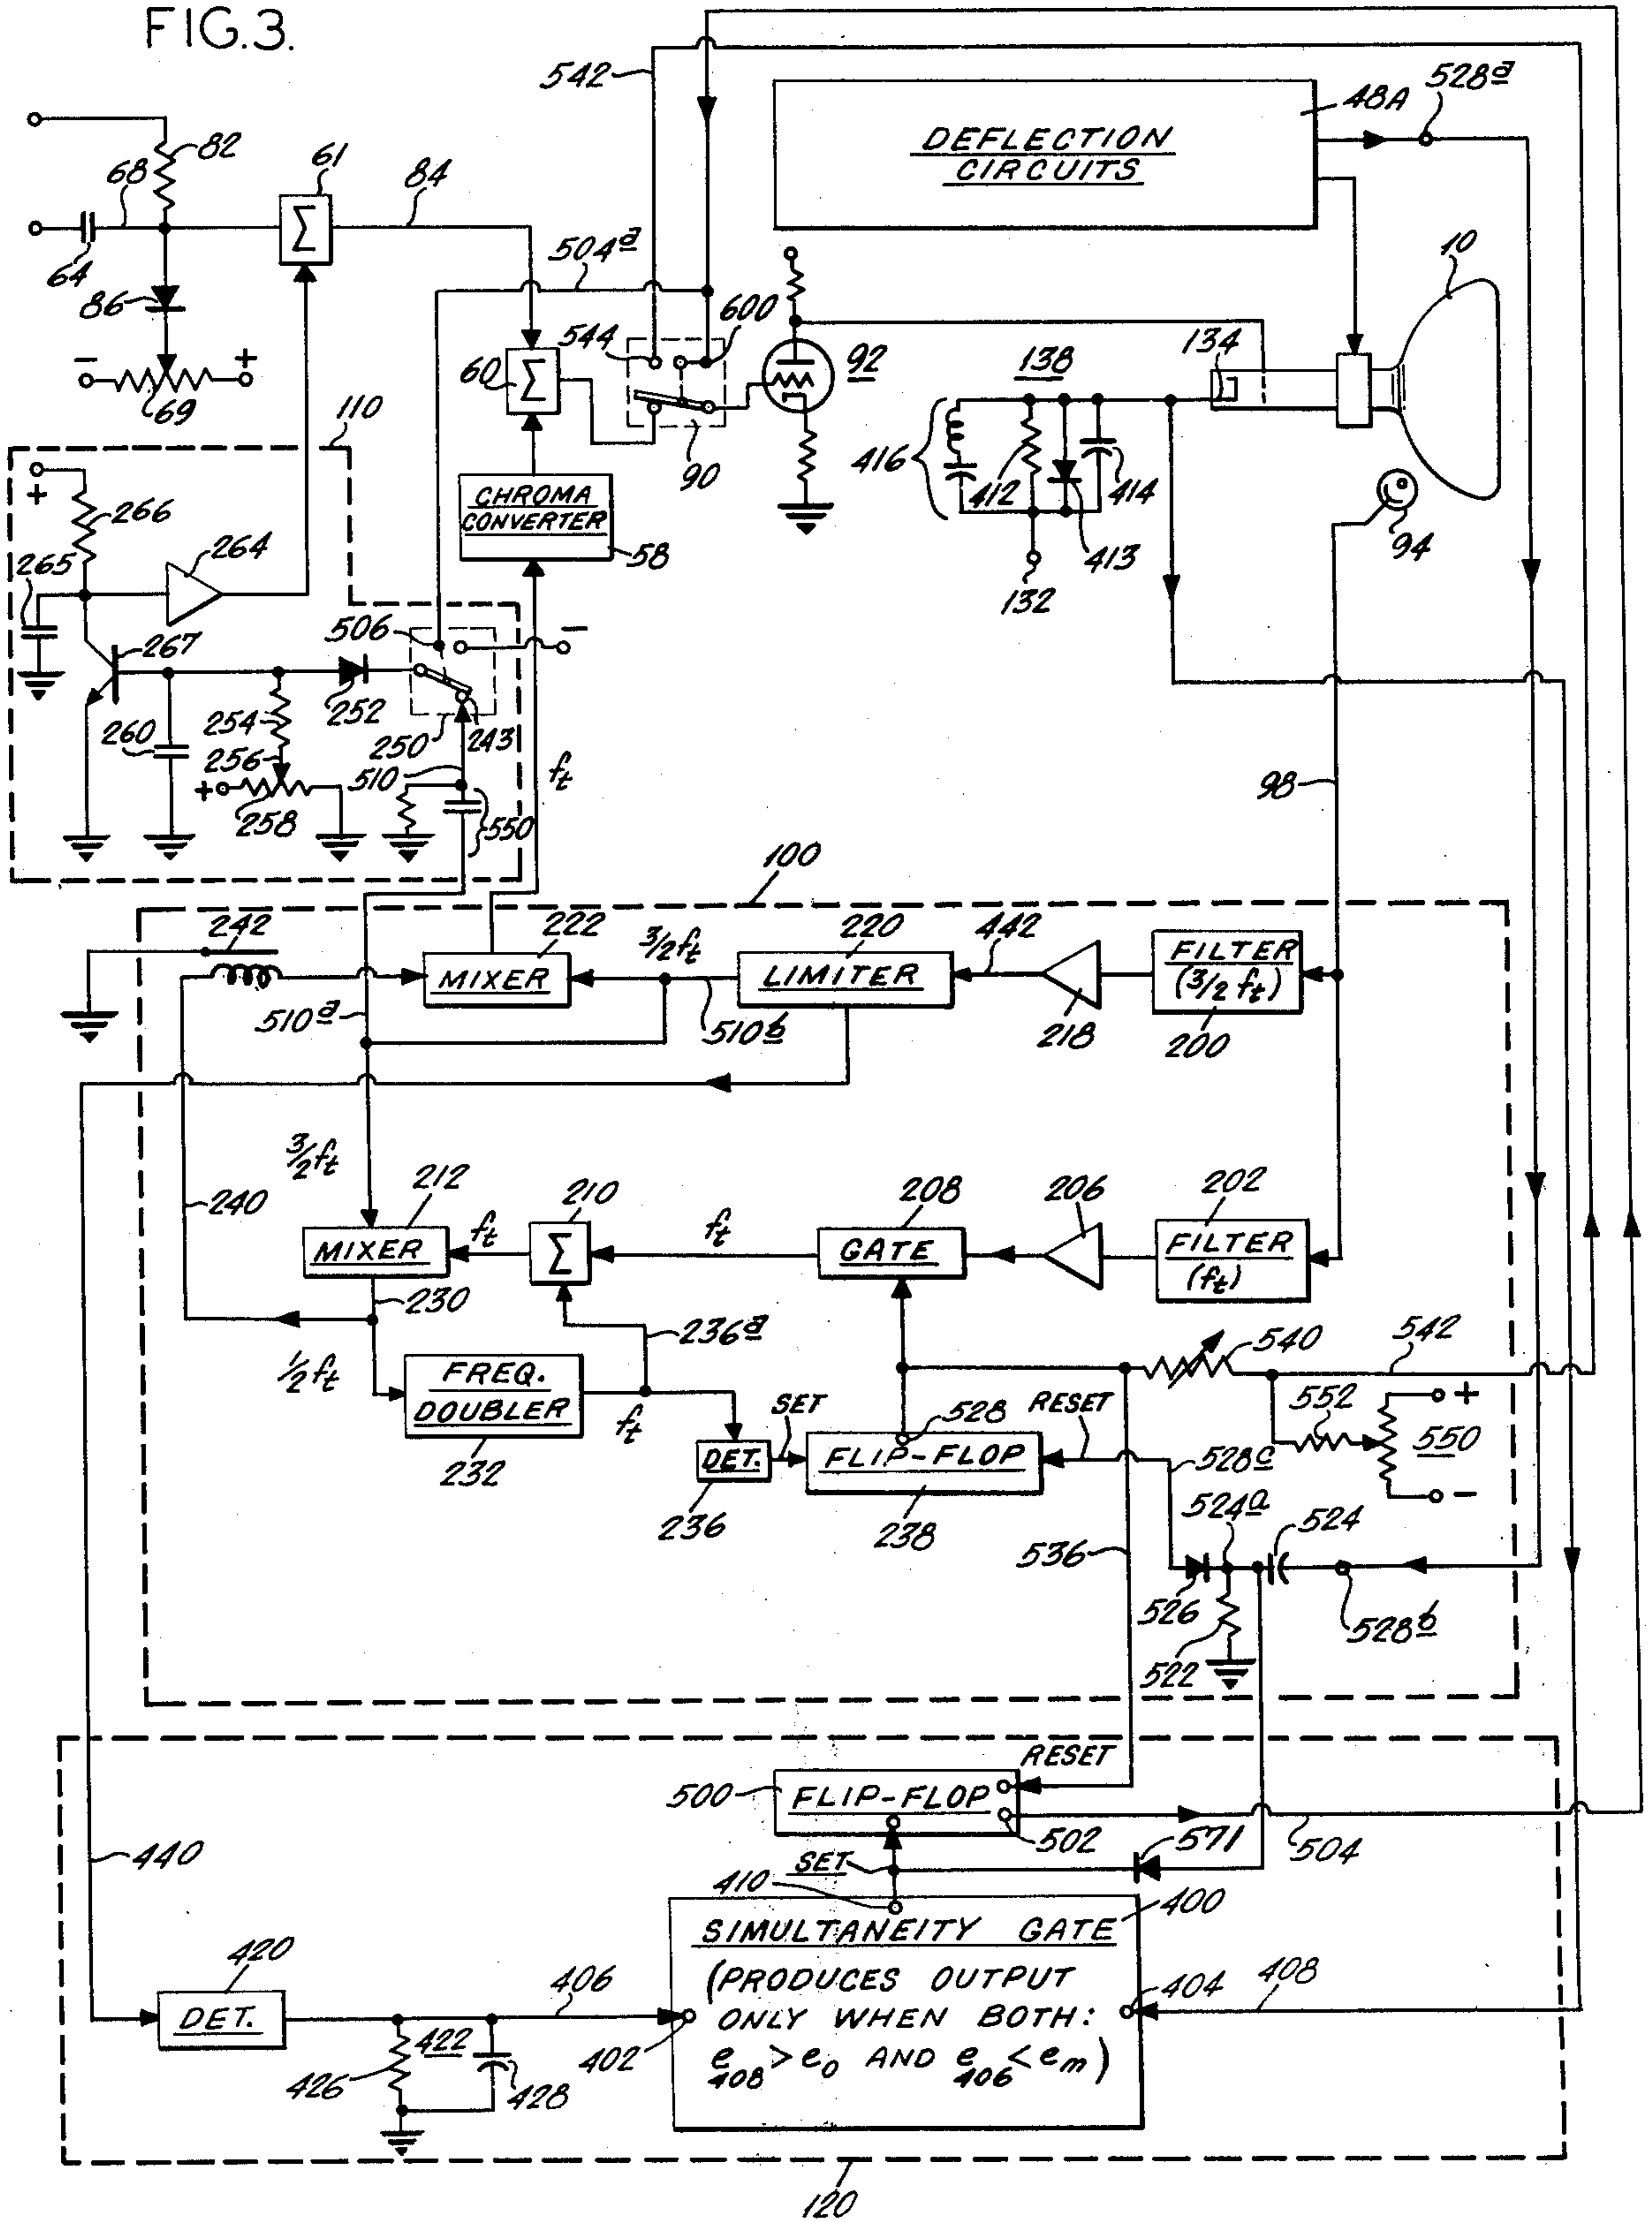 FIG.3.
542
528a
48A
DEFLECTION
CIRCUITS
82
61
84
68
64
504a
10
86
544
600
92
138
134
60
Σ
Σ
−
+
69
110
90
416
412
414
413
94
132
+
266
264
CHROMA
CONVERTER
58
265
506
−
267
252
254
260
256
250
243
510
ft
+
258
550
98
100
242
222
3/2 ft
220
442
MIXER
LIMITER
FILTER
(3/2 ft)
510a
510b
218
200
3/2 ft
212
210
208
206
202
240
ft
ft
MIXER
Σ
GATE
FILTER
(ft)
230
236a
540
542
1/2 ft
FREQ.
DOUBLER
ft
SET
528
RESET
552
+
550
DET.
FLIP-FLOP
528c
−
232
236
238
524a
524
536
526
528b
522
RESET
500
FLIP-FLOP
502
571
504
440
SET
410
400
SIMULTANEITY GATE
420
406
(PRODUCES OUTPUT
404
408
DET.
ONLY WHEN BOTH:
422
402
e408 > eo AND e406 < em)
426
428
120